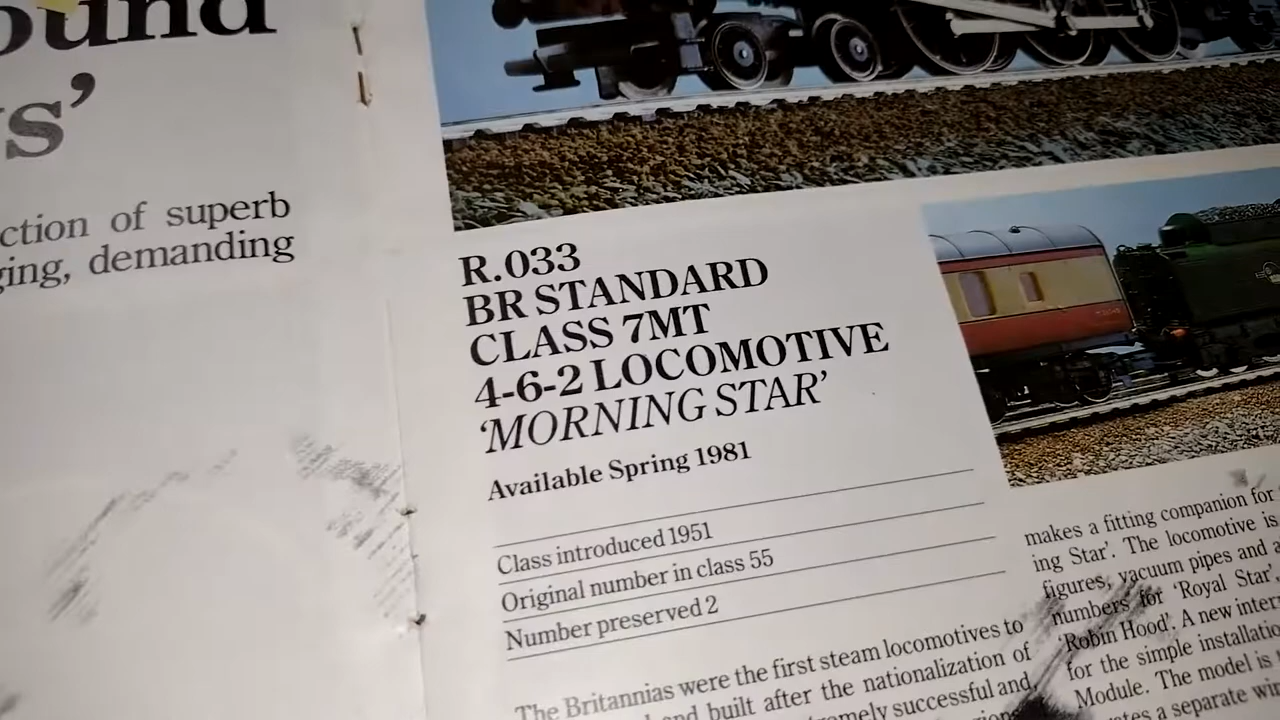 ound
s'
ction of superb
ging, demanding
R.033
BR STANDARD
CLASS 7MT
4-6-2 LOCOMOTIVE
'MORNING STAR'
Available Spring 1981
Class introduced 1951
Original number in class 55
Number preserved 2
The Britannias were the first steam locomotives to
and built after the nationalization of
extremely successful and
makes a fitting companion for
ing Star'. The locomotive is
figures, vacuum pipes and a
numbers for 'Royal Star',
'Robin Hood'. A new inter
for the simple installatio
Module. The model is
a separate